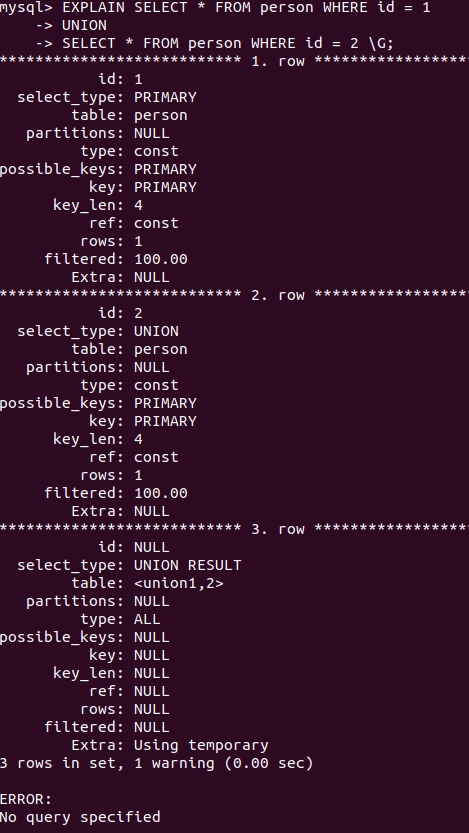 mysql> EXPLAIN SELECT * FROM person WHERE id = 1
    -> UNION
    -> SELECT * FROM person WHERE id = 2 \G;
*************************** 1. row *****************
           id: 1
  select_type: PRIMARY
        table: person
   partitions: NULL
         type: const
possible_keys: PRIMARY
          key: PRIMARY
      key_len: 4
          ref: const
         rows: 1
     filtered: 100.00
        Extra: NULL
*************************** 2. row *****************
           id: 2
  select_type: UNION
        table: person
   partitions: NULL
         type: const
possible_keys: PRIMARY
          key: PRIMARY
      key_len: 4
          ref: const
         rows: 1
     filtered: 100.00
        Extra: NULL
*************************** 3. row *****************
           id: NULL
  select_type: UNION RESULT
        table: <union1,2>
   partitions: NULL
         type: ALL
possible_keys: NULL
          key: NULL
      key_len: NULL
          ref: NULL
         rows: NULL
     filtered: NULL
        Extra: Using temporary
3 rows in set, 1 warning (0.00 sec)

ERROR:
No query specified